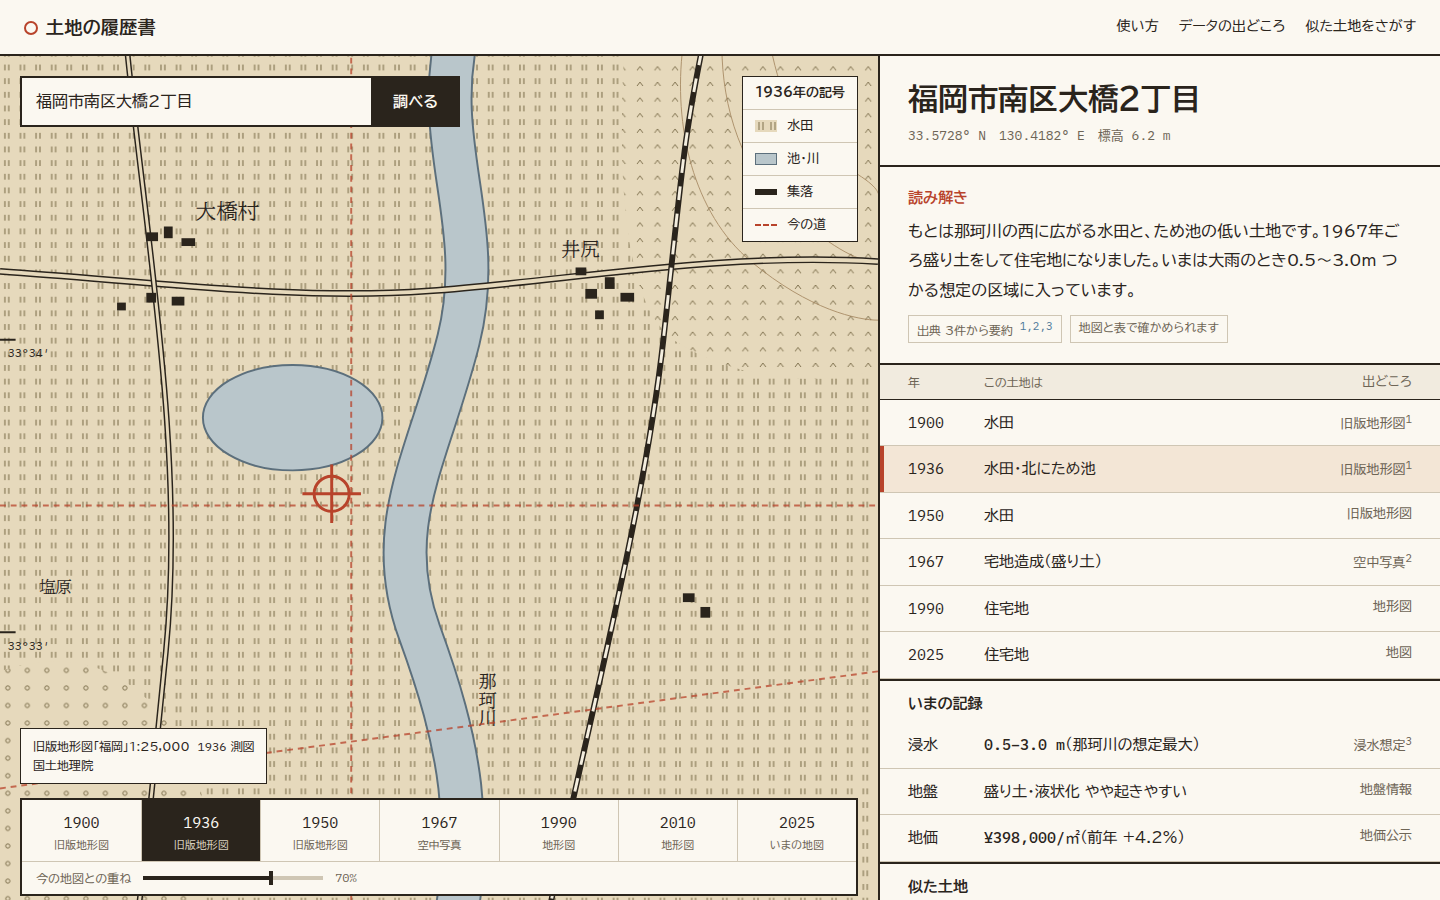 土地の履歴書
使い方 データの出どころ 似た土地をさがす
福岡市南区大橋2丁目 調べる
1936年の記号
水田
池・川
集落
今の道
大橋村
井尻
33°34′
塩原
33°33′
那珂川
旧版地形図「福岡」1:25,000 1936 測図
国土地理院
1900 旧版地形図
1936 旧版地形図
1950 旧版地形図
1967 空中写真
1990 地形図
2010 地形図
2025 いまの地図
今の地図との重ね 70%
福岡市南区大橋2丁目
33.5728° N 130.4182° E 標高 6.2 m
読み解き
もとは那珂川の西に広がる水田と、ため池の低い土地です。1967年ご
ろ盛り土をして住宅地になりました。いまは大雨のとき0.5〜3.0m つ
かる想定の区域に入っています。
出典 3件から要約 1,2,3 地図と表で確かめられます
年 この土地は 出どころ
1900 水田 旧版地形図1
1936 水田・北にため池 旧版地形図1
1950 水田 旧版地形図
1967 宅地造成(盛り土) 空中写真2
1990 住宅地 地形図
2025 住宅地 地図
いまの記録
浸水 0.5–3.0 m(那珂川の想定最大) 浸水想定3
地盤 盛り土・液状化 やや起きやすい 地盤情報
地価 ¥398,000/㎡(前年 +4.2%) 地価公示
似た土地